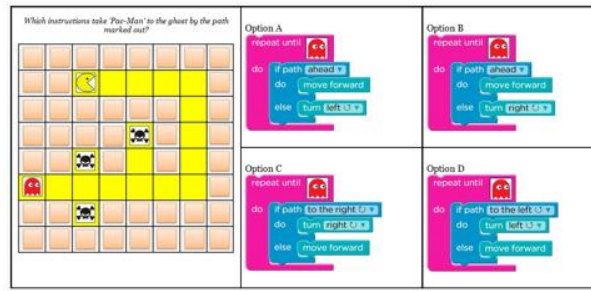 Which instructions take 'Pac-Man' to the ghost by the path
marked out?
Option A
repeat until
do if path ahead ▼
do move forward
else turn left ↺ ▼
Option B
repeat until
do if path ahead ▼
do move forward
else turn right ↻ ▼
Option C
repeat until
do if path to the right ↻ ▼
do turn right ↻ ▼
else move forward
Option D
repeat until
do if path to the left ↺ ▼
do turn left ↺ ▼
else move forward